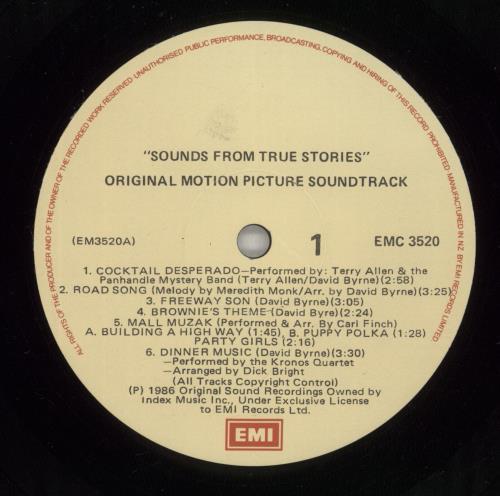 ALL RIGHTS OF THE PRODUCER AND OF THE OWNER OF THE RECORDED WORK RESERVED UNAUTHORISED PUBLIC PERFORMANCE, BROADCASTING, COPYING AND HIRING OF THIS RECORD PROHIBITED MANUFACTURED IN NZ BY EMI RECORDS LIMITED
"SOUNDS FROM TRUE STORIES"
ORIGINAL MOTION PICTURE SOUNDTRACK
(EM3520A) 1 EMC 3520
1. COCKTAIL DESPERADO—Performed by: Terry Allen & the
Panhandle Mystery Band (Terry Allen/David Byrne)(2:58)
2. ROAD SONG (Melody by Meredith Monk/Arr. by David Byrne)(3:25)
3. FREEWAY SON (David Byrne)(3:05)
4. BROWNIE'S THEME (David Byrne)(2:24)
5. MALL MUZAK (Performed & Arr. By Carl Finch)
A. BUILDING A HIGH WAY (1:45) B. PUPPY POLKA (1:28)
PARTY GIRLS (2:16)
6. DINNER MUSIC (David Byrne)(3:30)
—Performed by the Kronos Quartet
—Arranged by Dick Bright
(All Tracks Copyright Control)
(P) 1986 Original Sound Recordings Owned by
Index Music Inc., Under Exclusive License
to EMI Records Ltd.
EMI